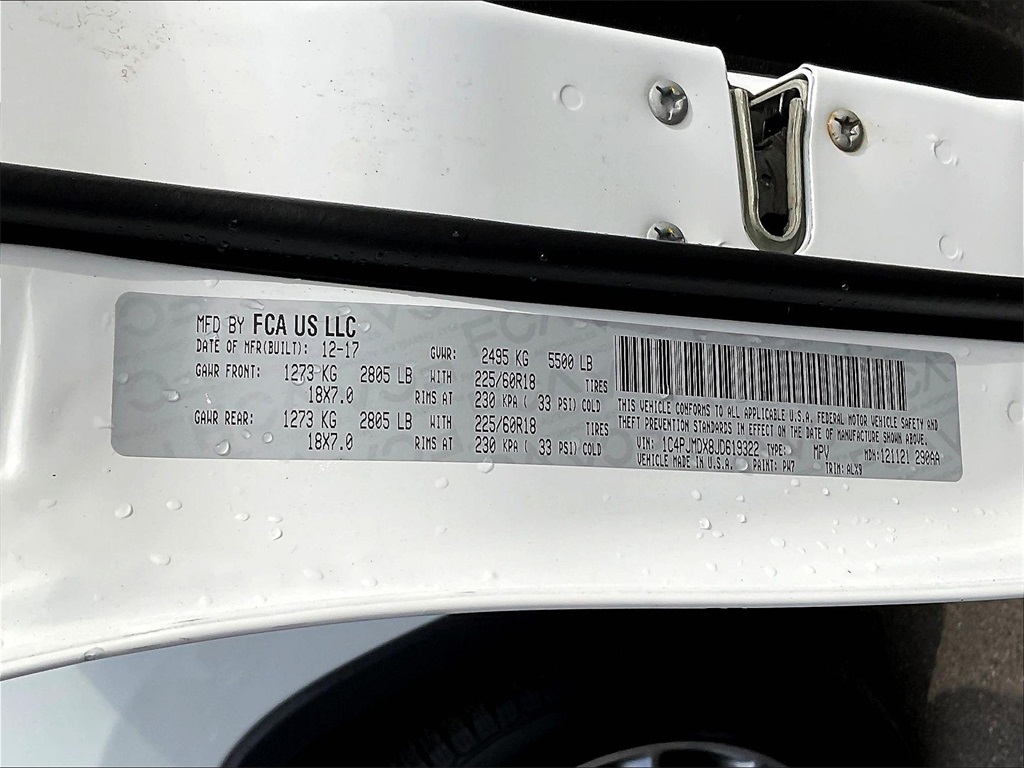 MFD BY FCA US LLC
DATE OF MFR(BUILT): 12-17 GVWR: 2495 KG 5500 LB
GAWR FRONT: 1273 KG 2805 LB WITH 225/60R18 TIRES
18X7.0 RIMS AT 230 KPA ( 33 PSI) COLD
GAWR REAR: 1273 KG 2805 LB WITH 225/60R18 TIRES
18X7.0 RIMS AT 230 KPA ( 33 PSI) COLD
THIS VEHICLE CONFORMS TO ALL APPLICABLE U.S.A. FEDERAL MOTOR VEHICLE SAFETY AND
THEFT PREVENTION STANDARDS IN EFFECT ON THE DATE OF MANUFACTURE SHOWN ABOVE.
VIN: 1C4PJMDX8JD619322 TYPE: MPV MDH:121121 290AA
VEHICLE MADE IN U.S.A. PAINT: PW7 TRIM: ALX9